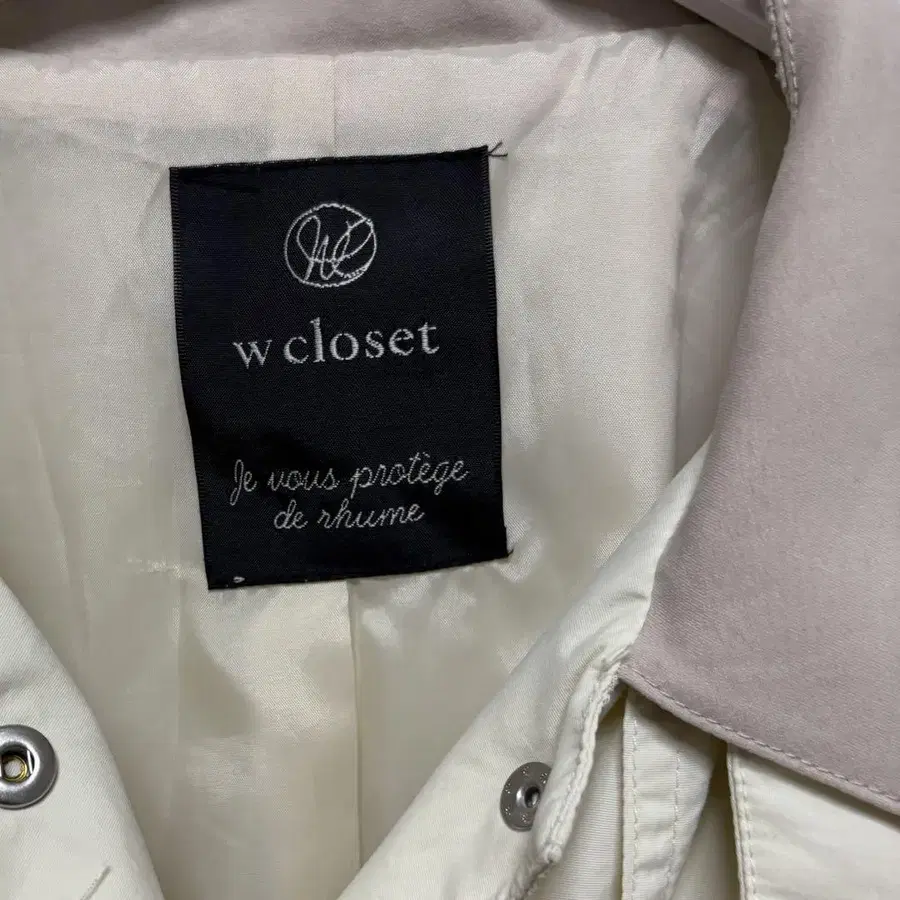 w closet
Je vous protège
de rhume